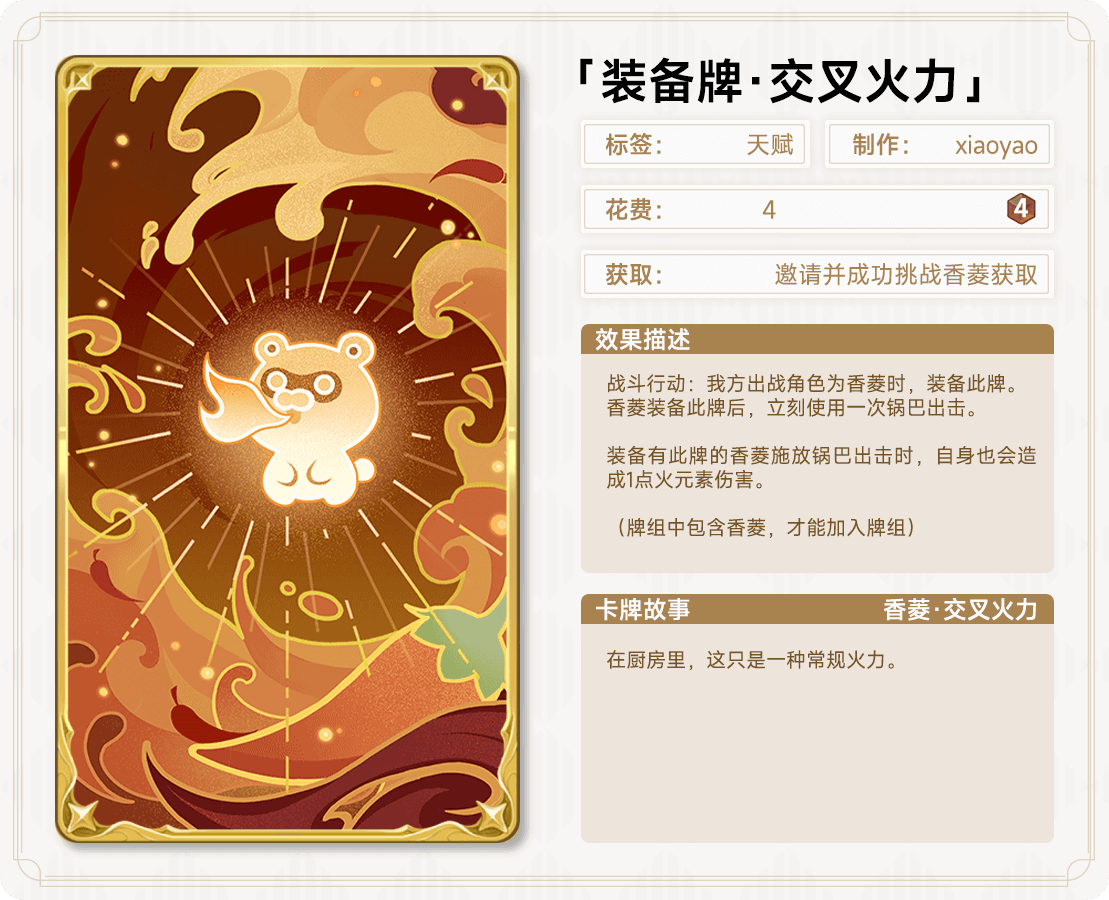 「装备牌·交叉火力」
标签： 天赋
制作： xiaoyao
花费： 4 4
获取： 邀请并成功挑战香菱获取
效果描述
战斗行动：我方出战角色为香菱时，装备此牌。
香菱装备此牌后，立刻使用一次锅巴出击。
装备有此牌的香菱施放锅巴出击时，自身也会造
成1点火元素伤害。
（牌组中包含香菱，才能加入牌组）
卡牌故事 香菱·交叉火力
在厨房里，这只是一种常规火力。